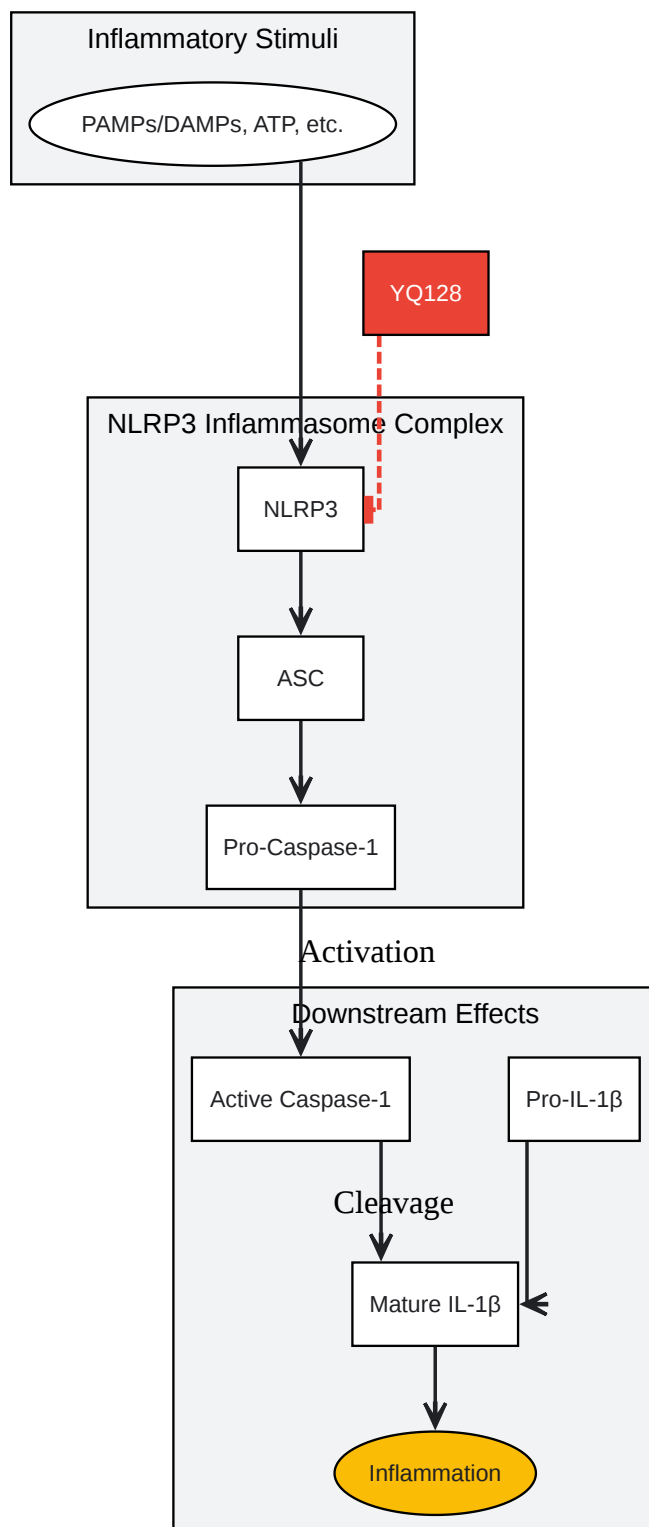 Inflammatory Stimuli
PAMPs/DAMPs, ATP, etc.
YQ128
NLRP3 Inflammasome Complex
NLRP3
ASC
Pro-Caspase-1
Activation
Downstream Effects
Active Caspase-1
Pro-IL-1β
Cleavage
Mature IL-1β
Inflammation